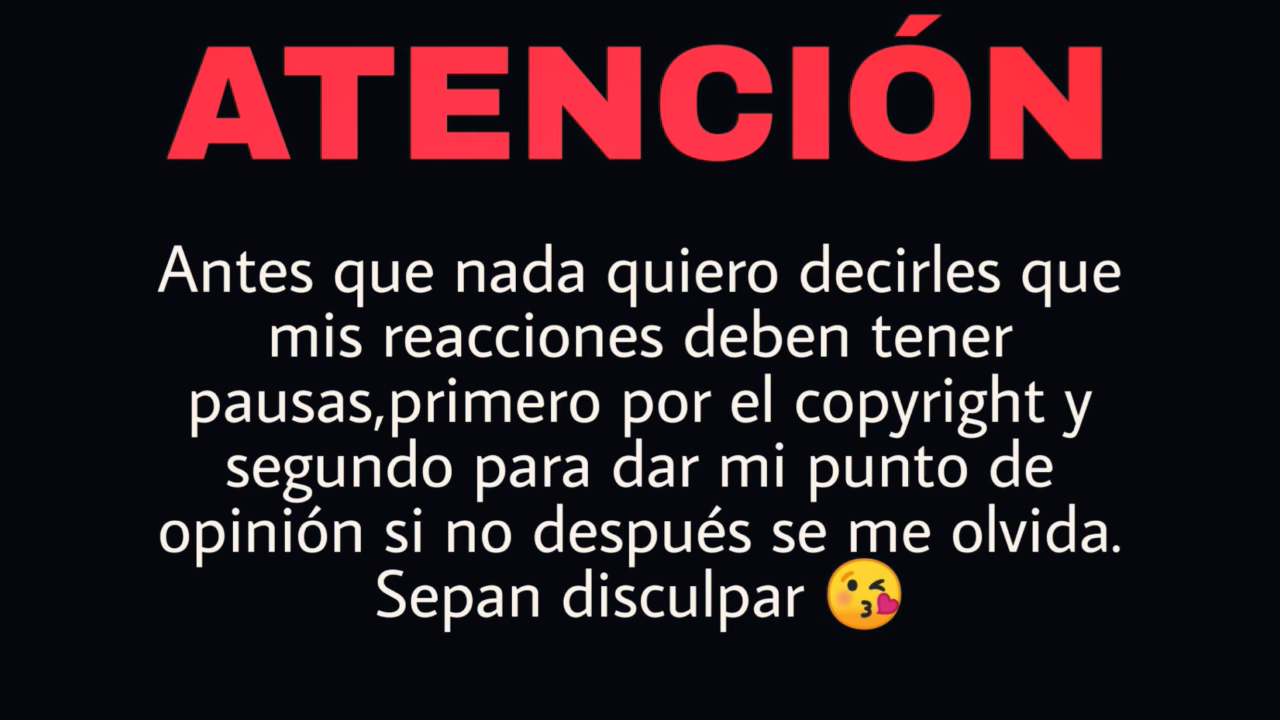 ATENCIÓN
Antes que nada quiero decirles que
mis reacciones deben tener
pausas,primero por el copyright y
segundo para dar mi punto de
opinión si no después se me olvida.
Sepan disculpar 😘